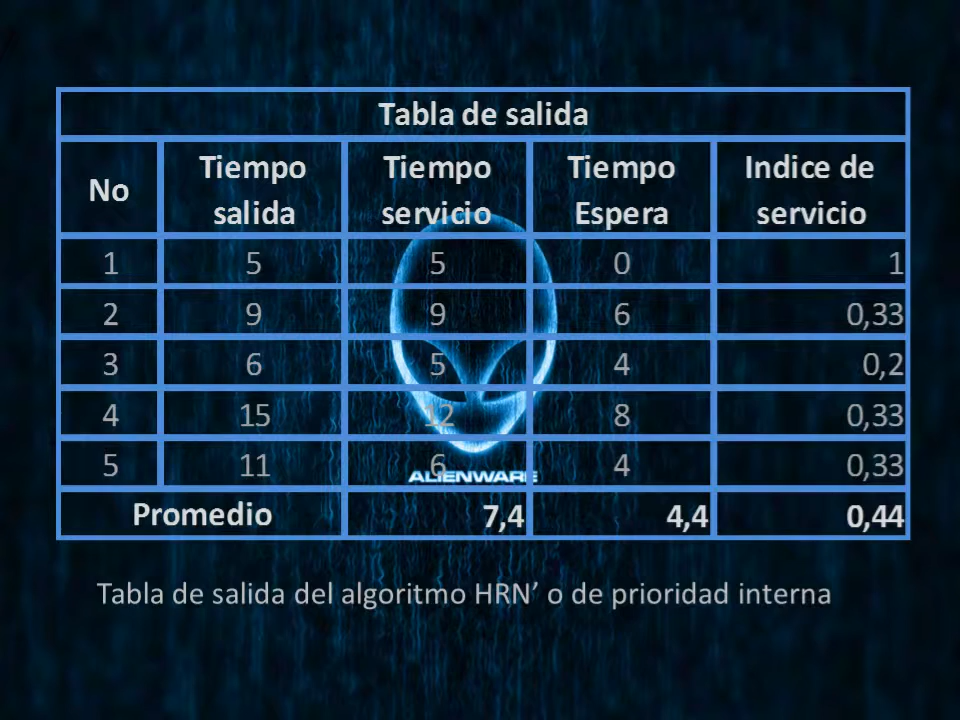 Tabla de salida
No Tiempo salida Tiempo servicio Tiempo Espera Indice de servicio
1 5 5 0 1
2 9 9 6 0,33
3 6 5 4 0,2
4 15 12 8 0,33
5 11 6 4 0,33
Promedio 7,4 4,4 0,44
ALIENWARE
Tabla de salida del algoritmo HRN’ o de prioridad interna